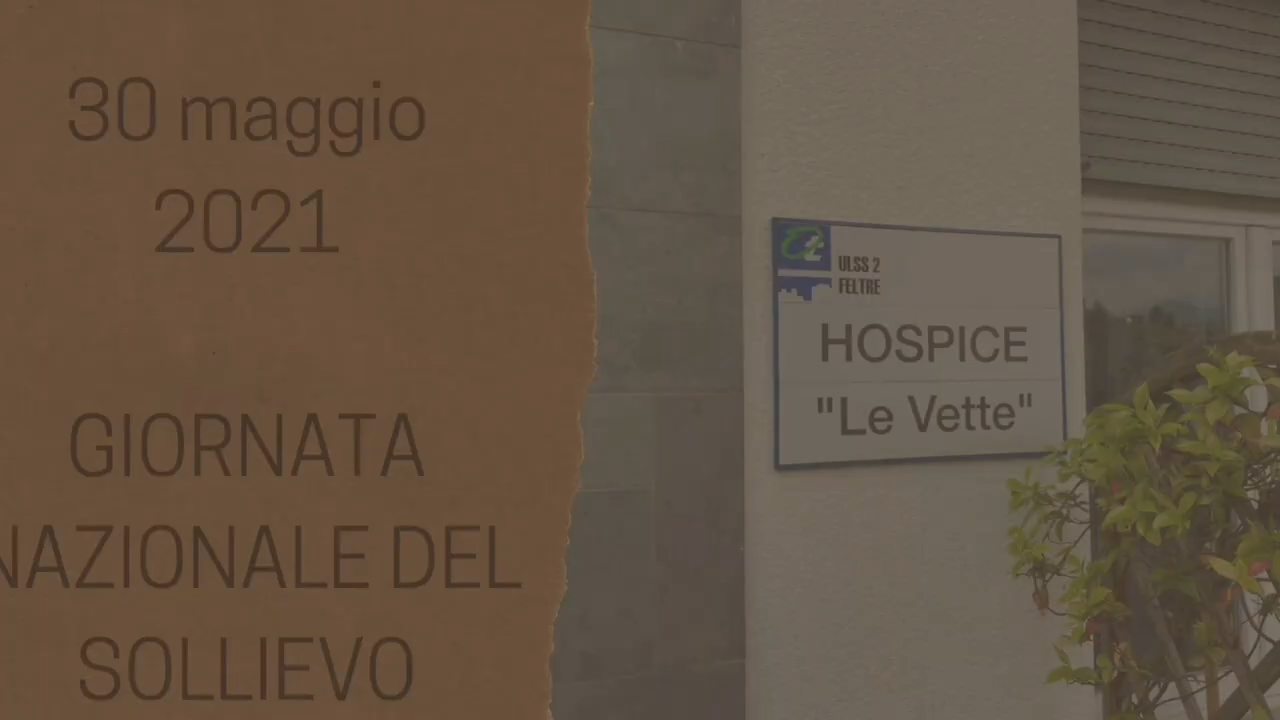 30 maggio
2021
GIORNATA
NAZIONALE DEL
SOLLIEVO
ULSS 2
FELTRE
HOSPICE
"Le Vette"